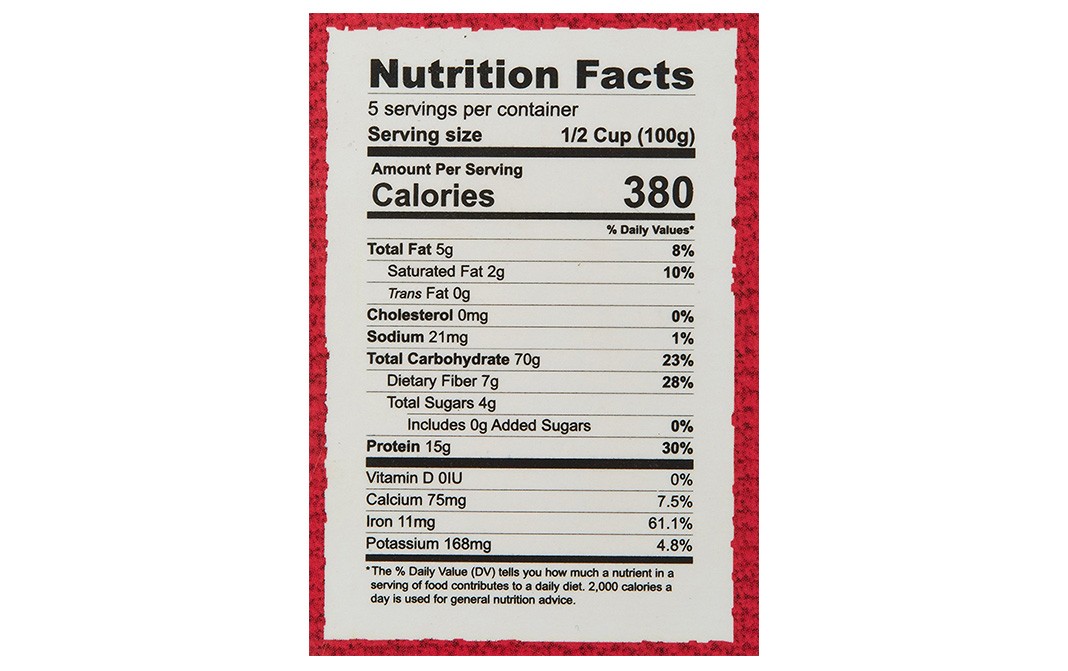 Nutrition Facts
5 servings per container
Serving size 1/2 Cup (100g)
Amount Per Serving
Calories 380
% Daily Values*
Total Fat 5g 8%
Saturated Fat 2g 10%
Trans Fat 0g
Cholesterol 0mg 0%
Sodium 21mg 1%
Total Carbohydrate 70g 23%
Dietary Fiber 7g 28%
Total Sugars 4g
Includes 0g Added Sugars 0%
Protein 15g 30%
Vitamin D 0IU 0%
Calcium 75mg 7.5%
Iron 11mg 61.1%
Potassium 168mg 4.8%
*The % Daily Value (DV) tells you how much a nutrient in a
serving of food contributes to a daily diet. 2,000 calories a
day is used for general nutrition advice.